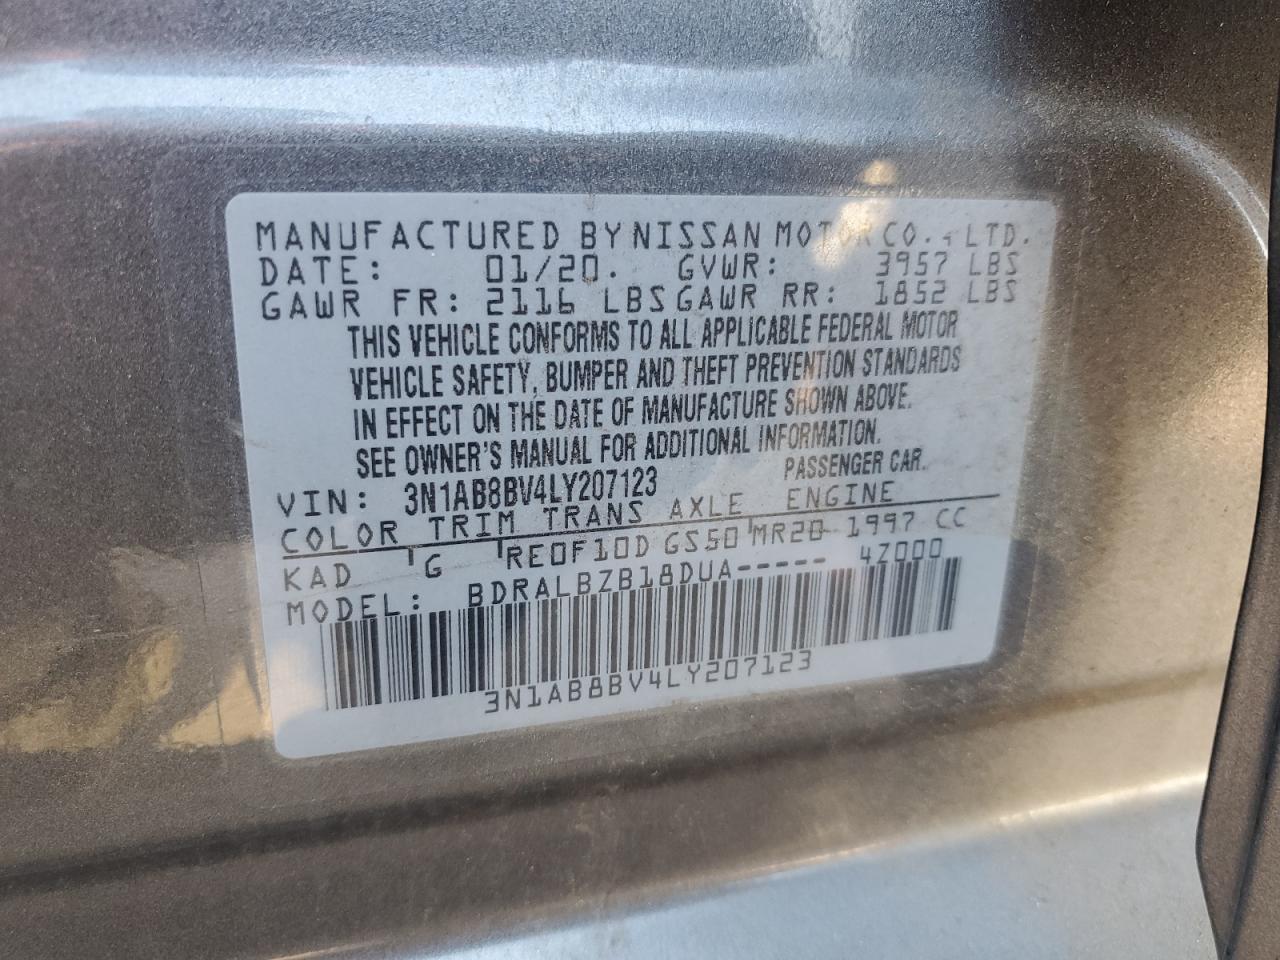 MANUFACTURED BY NISSAN MOTOR CO., LTD.
DATE: 01/20. GVWR: 3957 LBS
GAWR FR: 2116 LBS GAWR RR: 1852 LBS
THIS VEHICLE CONFORMS TO ALL APPLICABLE FEDERAL MOTOR
VEHICLE SAFETY, BUMPER AND THEFT PREVENTION STANDARDS
IN EFFECT ON THE DATE OF MANUFACTURE SHOWN ABOVE.
SEE OWNER'S MANUAL FOR ADDITIONAL INFORMATION.
VIN: 3N1AB8BV4LY207123 PASSENGER CAR.
COLOR TRIM TRANS AXLE ENGINE
KAD G RE0F10D GS50 MR20 1997 CC
MODEL: BDRALBZB18DUA----- 4Z000
3N1AB8BV4LY207123